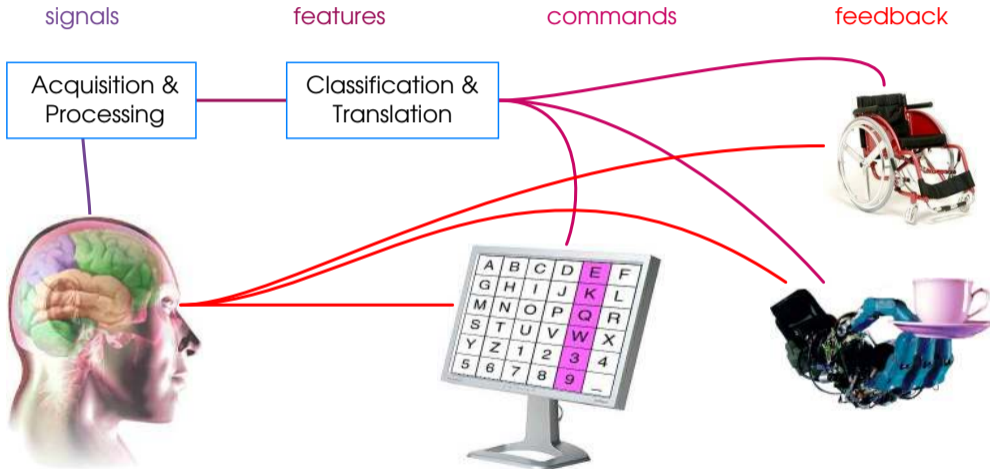 signals features commands feedback
Acquisition &
Processing
Classification &
Translation
A B C D E F
G H I J K L
M N O P Q R
S T U V W X
Y Z 1 2 3 4
5 6 7 8 9 _